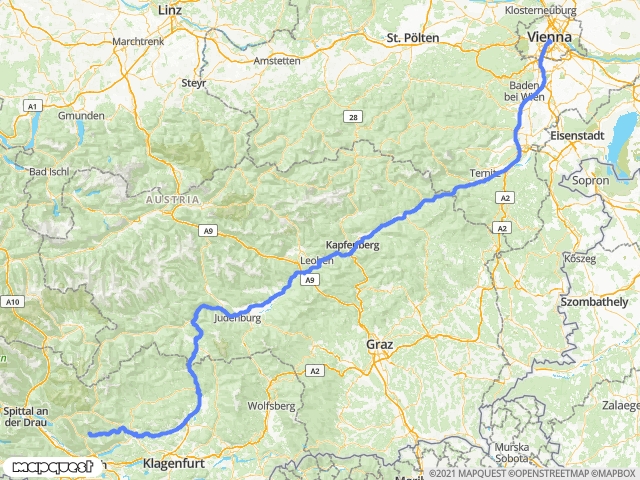 Linz
Klosterneuburg
Vienna
Marchtrenk
St. Pölten
Amstetten
Steyr
Baden
bei Wien
A1
Gmunden
28
Eisenstadt
Bad Ischl
Ternitz
Sopron
AUSTRIA
A2
A9
A2
Kapfenberg
Leoben
Kőszeg
A9
A10
Szombathely
Judenburg
Graz
A2
Spittal an
der Drau
Wolfsberg
Zalaege
Murska
Sobota
mapquest
Klagenfurt
©2021 MAPQUEST ©OPENSTREETMAP ©MAPBOX